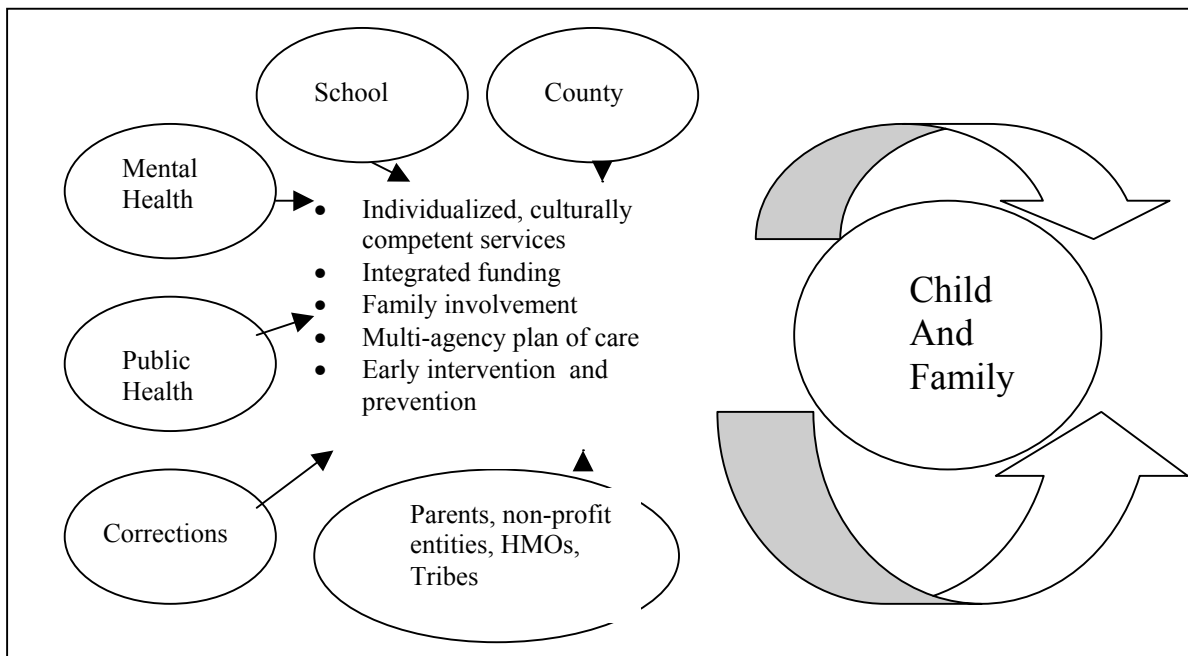 School
County
Mental
Health
• Individualized, culturally
competent services
• Integrated funding
• Family involvement
• Multi-agency plan of care
• Early intervention and
prevention
Public
Health
Corrections
Parents, non-profit
entities, HMOs,
Tribes
Child
And
Family